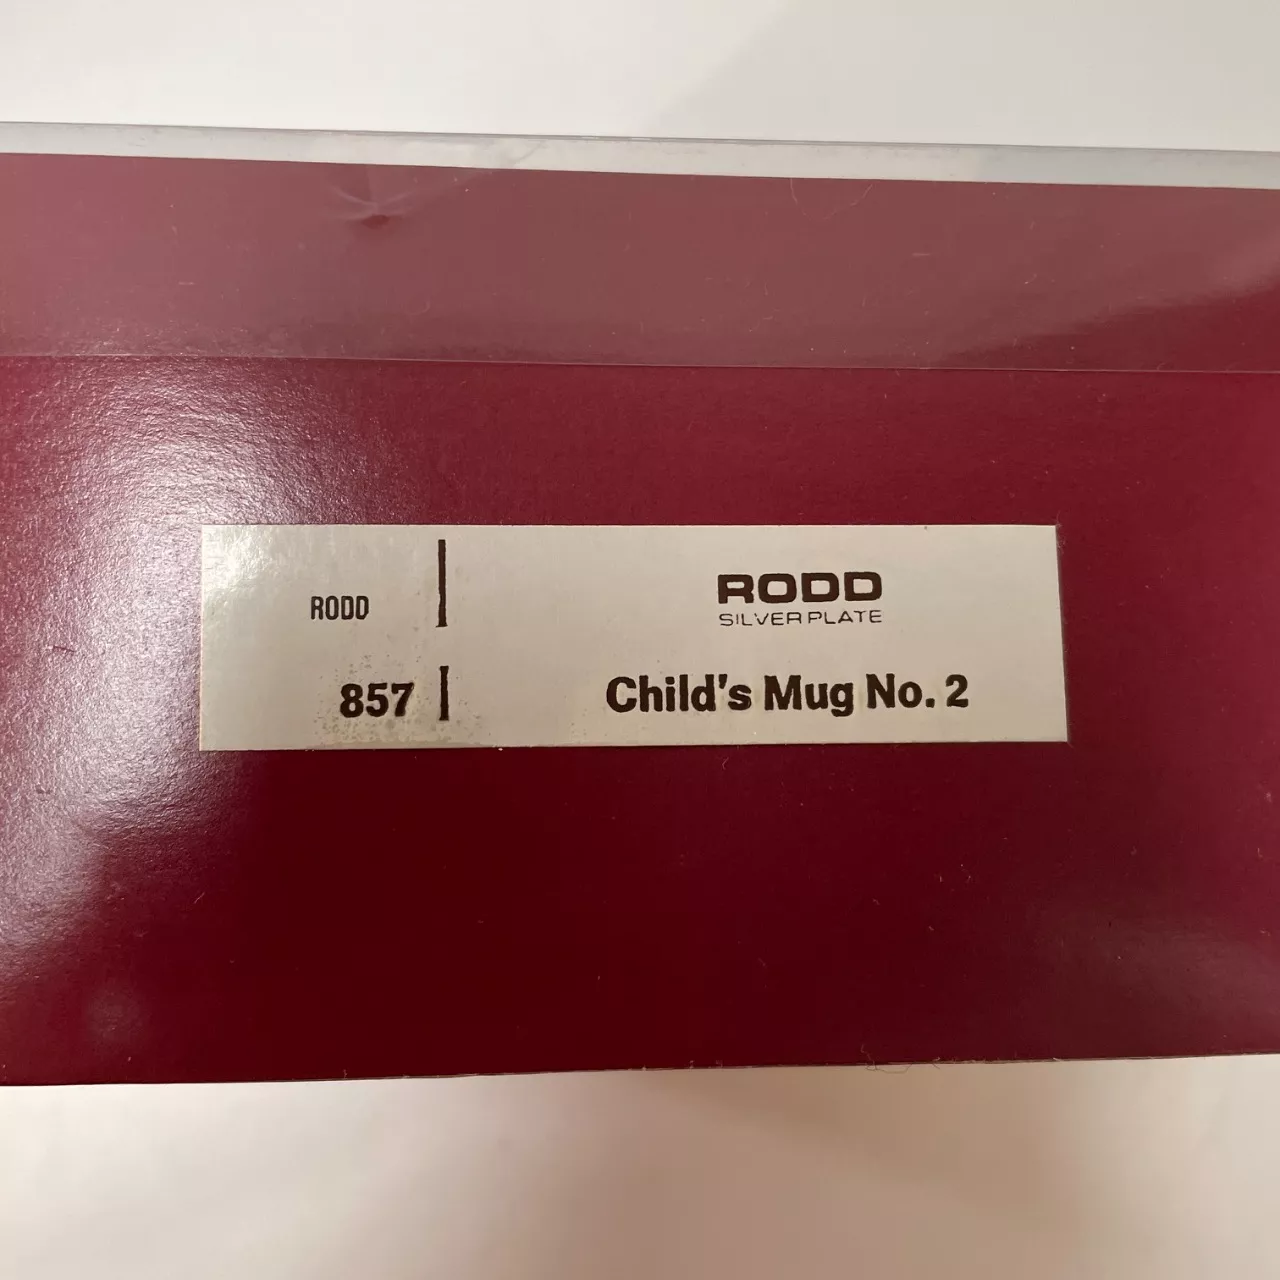 RODD
857
RODD
SILVER PLATE
Child's Mug No. 2